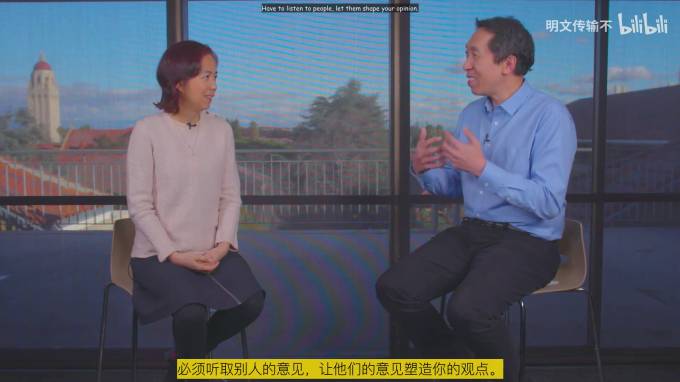 Have to listen to people, let them shape your opinion.
明文传输不 bilibili
必须听取别人的意见，让他们的意见塑造你的观点。